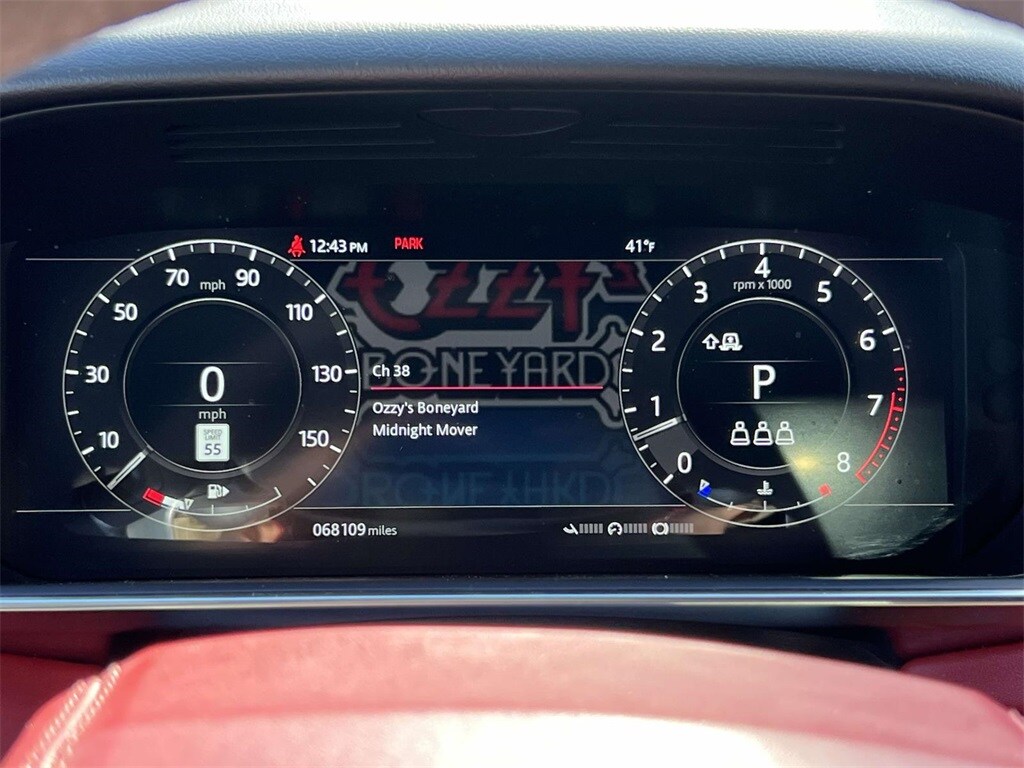 12:43 PM PARK 41°F
70 mph 90
50 110
30 130
10 150
0
mph
SPEED
LIMIT
55
OZZY'S
BONEYARD
Ch 38
Ozzy's Boneyard
Midnight Mover
4
rpm x 1000
3 5
2 6
1 7
0 8
P
068109 miles